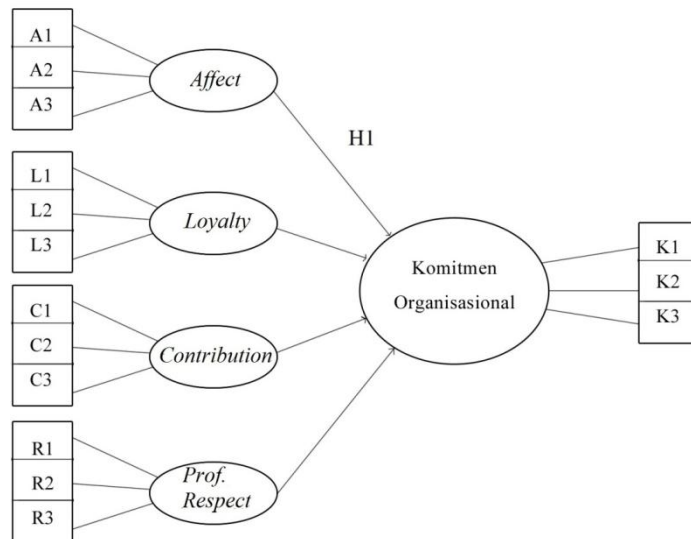 A1
A2
A3
Affect
H1
L1
L2
L3
Loyalty
Komitmen
Organisasional
K1
K2
K3
C1
C2
C3
Contribution
R1
R2
R3
Prof.
Respect